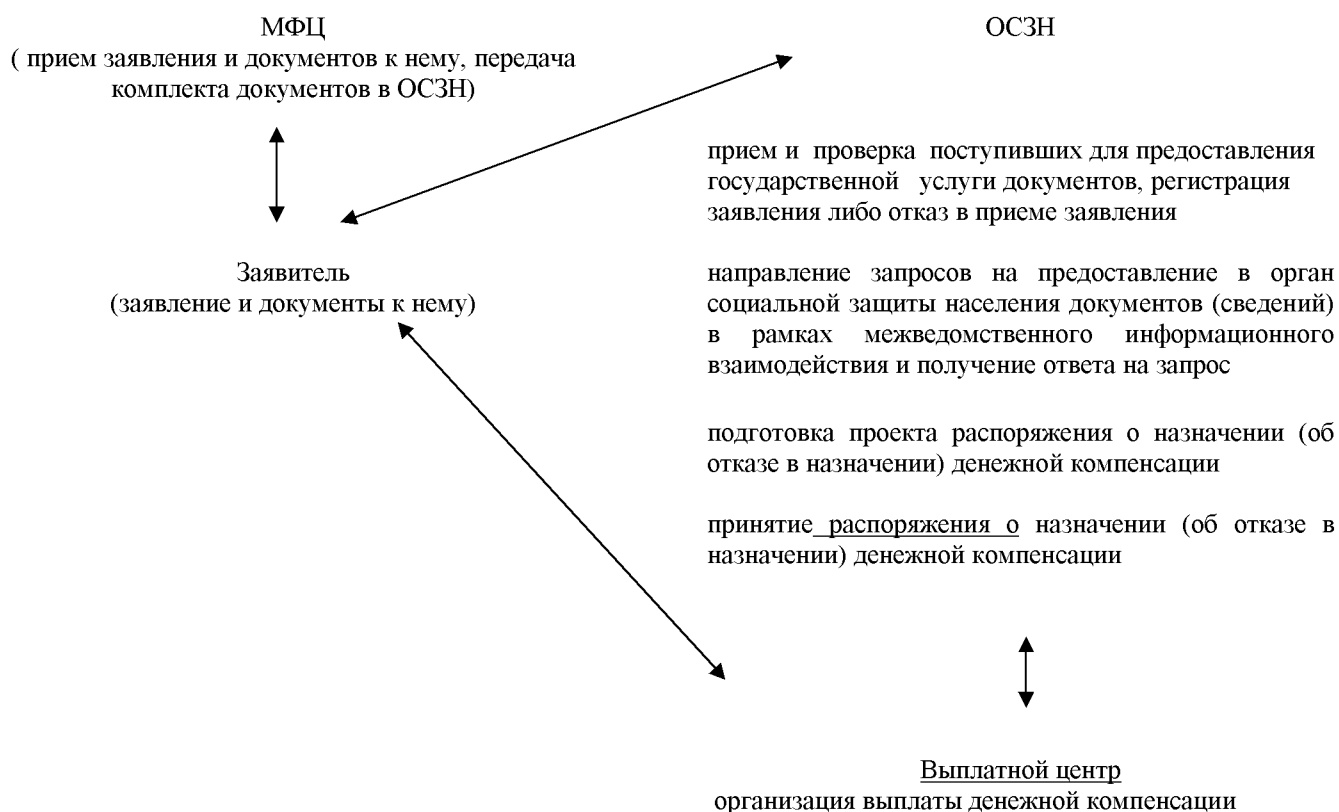 МФЦ
( прием заявления и документов к нему, передача
комплекта документов в ОСЗН)
Заявитель
(заявление и документы к нему)
ОСЗН
прием и проверка поступивших для предоставления
государственной услуги документов, регистрация
заявления либо отказ в приеме заявления
направление запросов на предоставление в орган
социальной защиты населения документов (сведений)
в рамках межведомственного информационного
взаимодействия и получение ответа на запрос
подготовка проекта распоряжения о назначении (об
отказе в назначении) денежной компенсации
принятие распоряжения о назначении (об отказе в
назначении) денежной компенсации
Выплатной центр
организация выплаты денежной компенсации